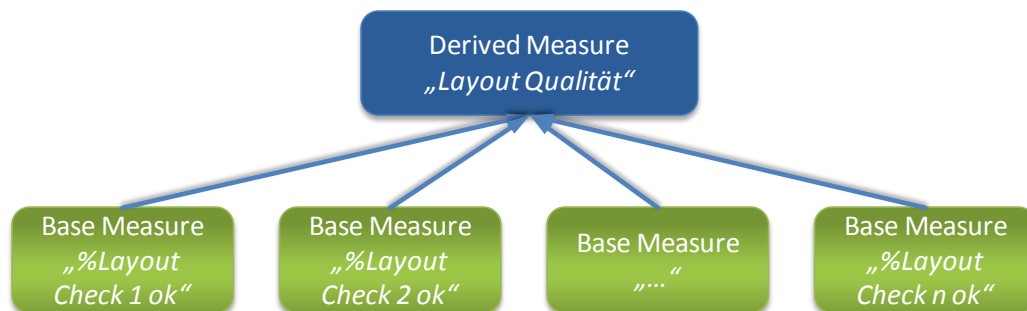 Derived Measure
„Layout Qualität“
Base Measure
„%Layout
Check 1 ok“
Base Measure
„%Layout
Check 2 ok“
Base Measure
„...“
Base Measure
„%Layout
Check n ok“